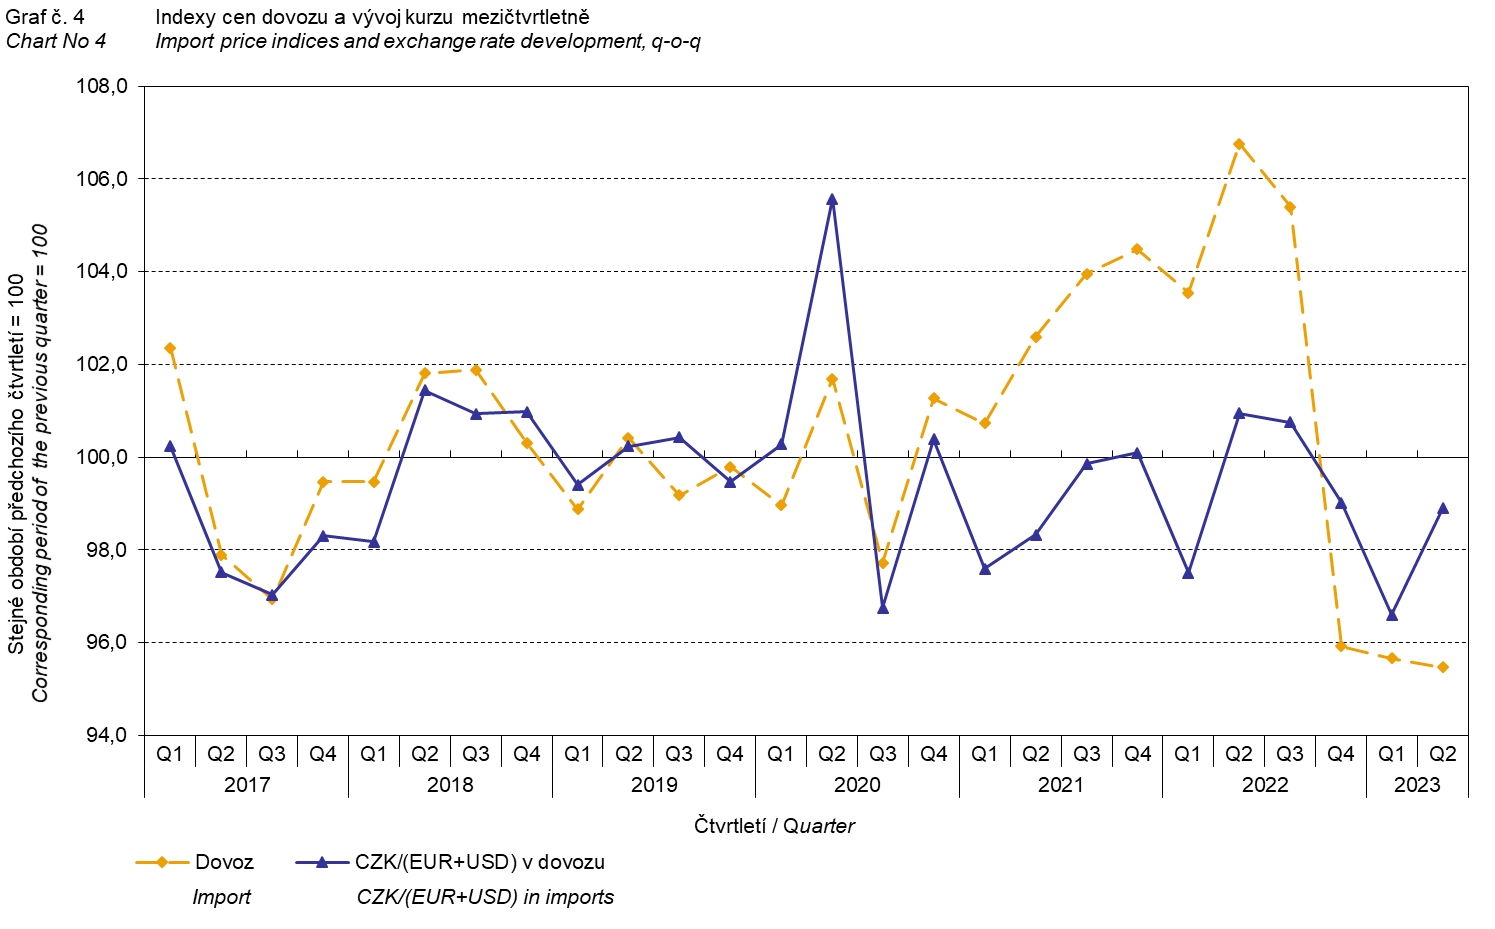 Graf č. 4 Indexy cen dovozu a vývoj kurzu mezičtvrtletně
Chart No 4 Import price indices and exchange rate development, q-o-q
Stejné období předchozího čtvrtletí = 100
Corresponding period of the previous quarter = 100
108,0
106,0
104,0
102,0
100,0
98,0
96,0
94,0
Q1 Q2 Q3 Q4 Q1 Q2 Q3 Q4 Q1 Q2 Q3 Q4 Q1 Q2 Q3 Q4 Q1 Q2 Q3 Q4 Q1 Q2 Q3 Q4 Q1 Q2
2017 2018 2019 2020 2021 2022 2023
Čtvrtletí / Quarter
Dovoz CZK/(EUR+USD) v dovozu
Import CZK/(EUR+USD) in imports